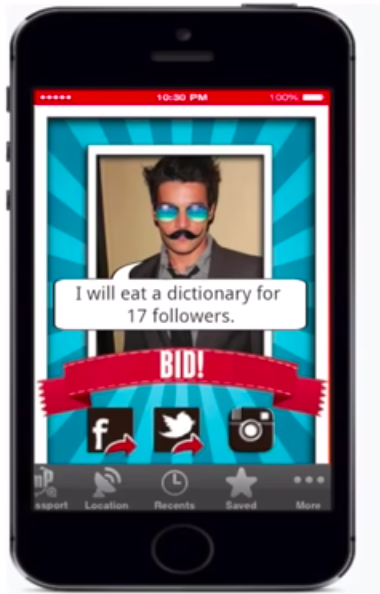 10:30 PM
100%
I will eat a dictionary for
17 followers.
BID!
f
ssport
Location
Recents
Saved
More